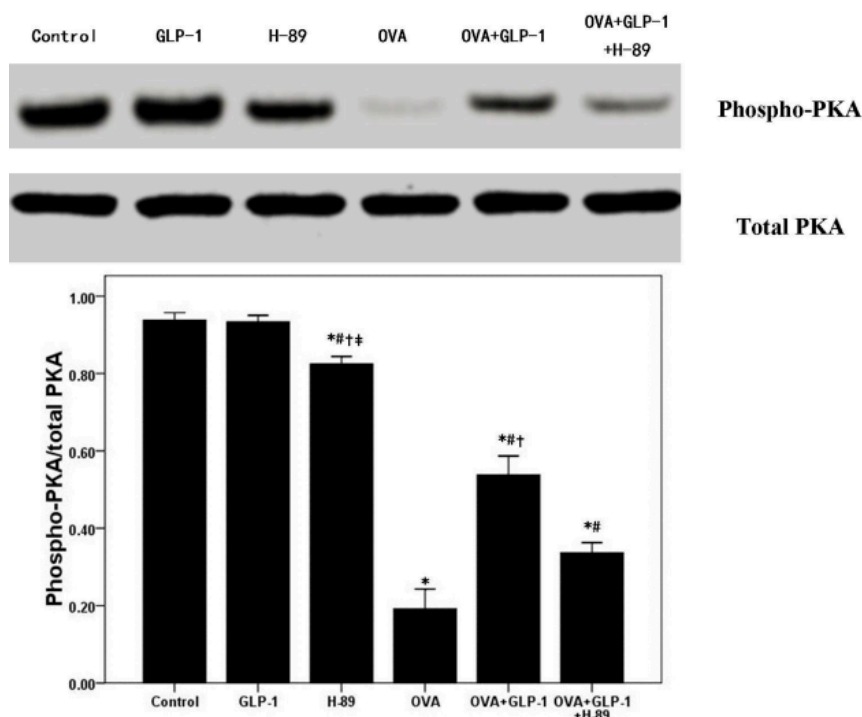 Control GLP-1 H-89 OVA OVA+GLP-1 OVA+GLP-1
+H-89
Phospho-PKA
Total PKA
Phospho-PKA/total PKA
1.00
0.80
0.60
0.40
0.20
0.00
*#†‡
*
*#†
*#
Control GLP-1 H-89 OVA OVA+GLP-1 OVA+GLP-1
+H-89